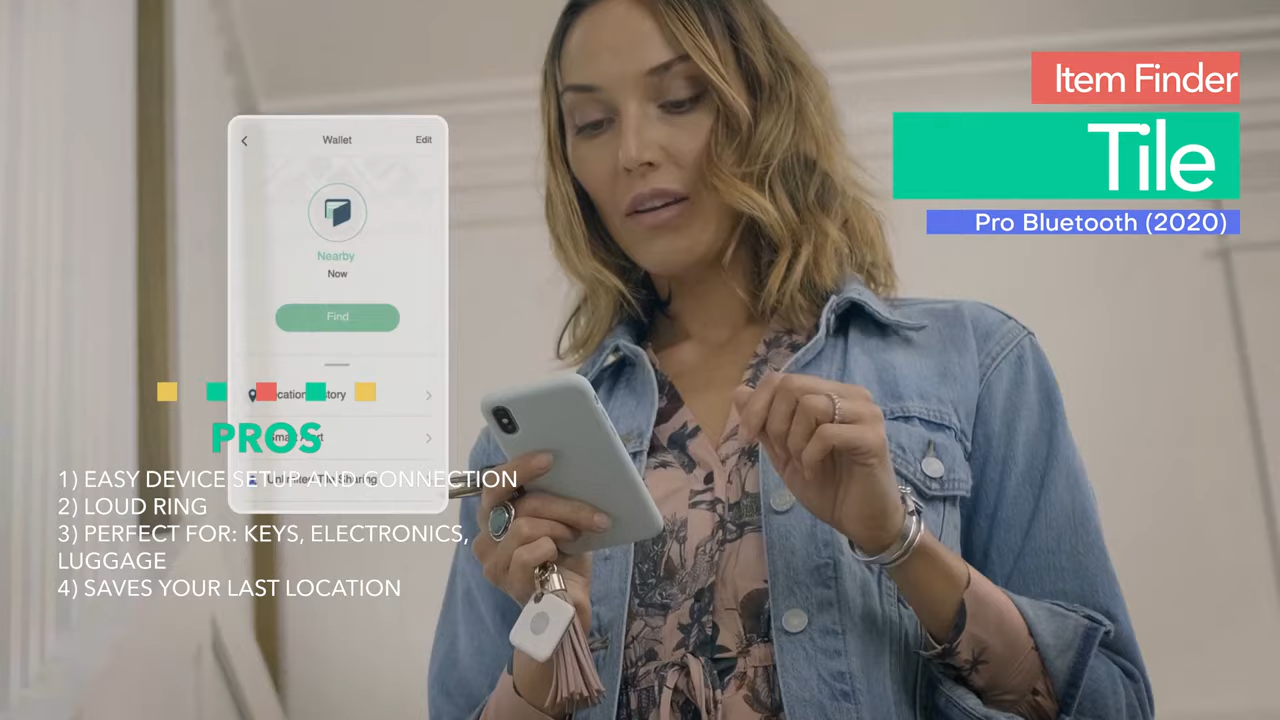 Item Finder
Tile
Pro Bluetooth (2020)
Wallet
Edit
Nearby
Now
Find
PROS
1) EASY DEVICE SETUP AND CONNECTION
2) LOUD RING
3) PERFECT FOR: KEYS, ELECTRONICS,
LUGGAGE
4) SAVES YOUR LAST LOCATION